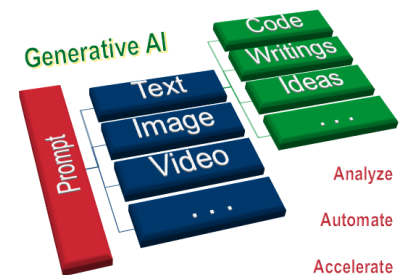 Generative AI
Prompt
Text
Image
Video
. . .
Code
Writings
Ideas
. . .
Analyze
Automate
Accelerate